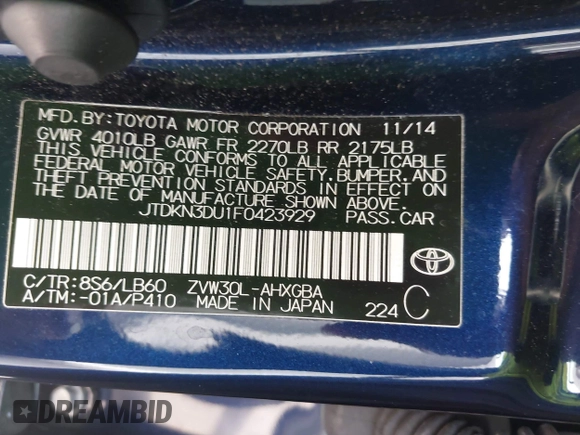 MFD.BY:TOYOTA MOTOR CORPORATION 11/14
GVWR 4010LB GAWR FR 2270LB RR 2175LB
THIS VEHICLE CONFORMS TO ALL APPLICABLE
FEDERAL MOTOR VEHICLE SAFETY,BUMPER,AND
THEFT PREVENTION STANDARDS IN EFFECT ON
THE DATE OF MANUFACTURE SHOWN ABOVE.
JTDKN3DU1F0423929 PASS.CAR
C/TR:8S6/LB60 ZVW30L-AHXGBA
A/TM:-01A/P410 MADE IN JAPAN 224 C
DREAMBID